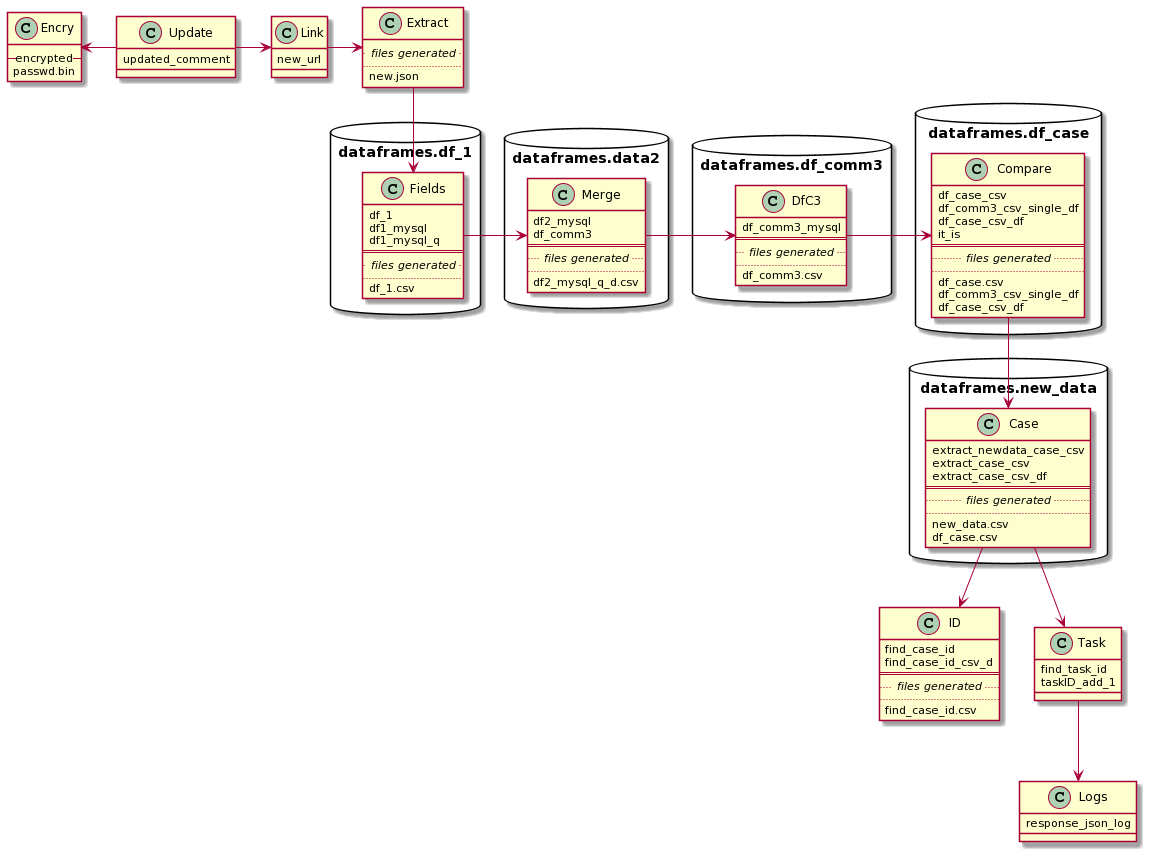 C Encry
encrypted
passwd.bin
C Update
updated_comment
C Link
new_url
C Extract
files generated
new.json
dataframes.df_1
C Fields
df_1
df1_mysql
df1_mysql_q
files generated
df_1.csv
dataframes.data2
C Merge
df2_mysql
df_comm3
files generated
df2_mysql_q_d.csv
dataframes.df_comm3
C DfC3
df_comm3_mysql
files generated
df_comm3.csv
dataframes.df_case
C Compare
df_case_csv
df_comm3_csv_single_df
df_case_csv_df
it_is
files generated
df_case.csv
df_comm3_csv_single_df
df_case_csv_df
dataframes.new_data
C Case
extract_newdata_case_csv
extract_case_csv
extract_case_csv_df
files generated
new_data.csv
df_case.csv
C ID
find_case_id
find_case_id_csv_d
files generated
find_case_id.csv
C Task
find_task_id
taskID_add_1
C Logs
response_json_log